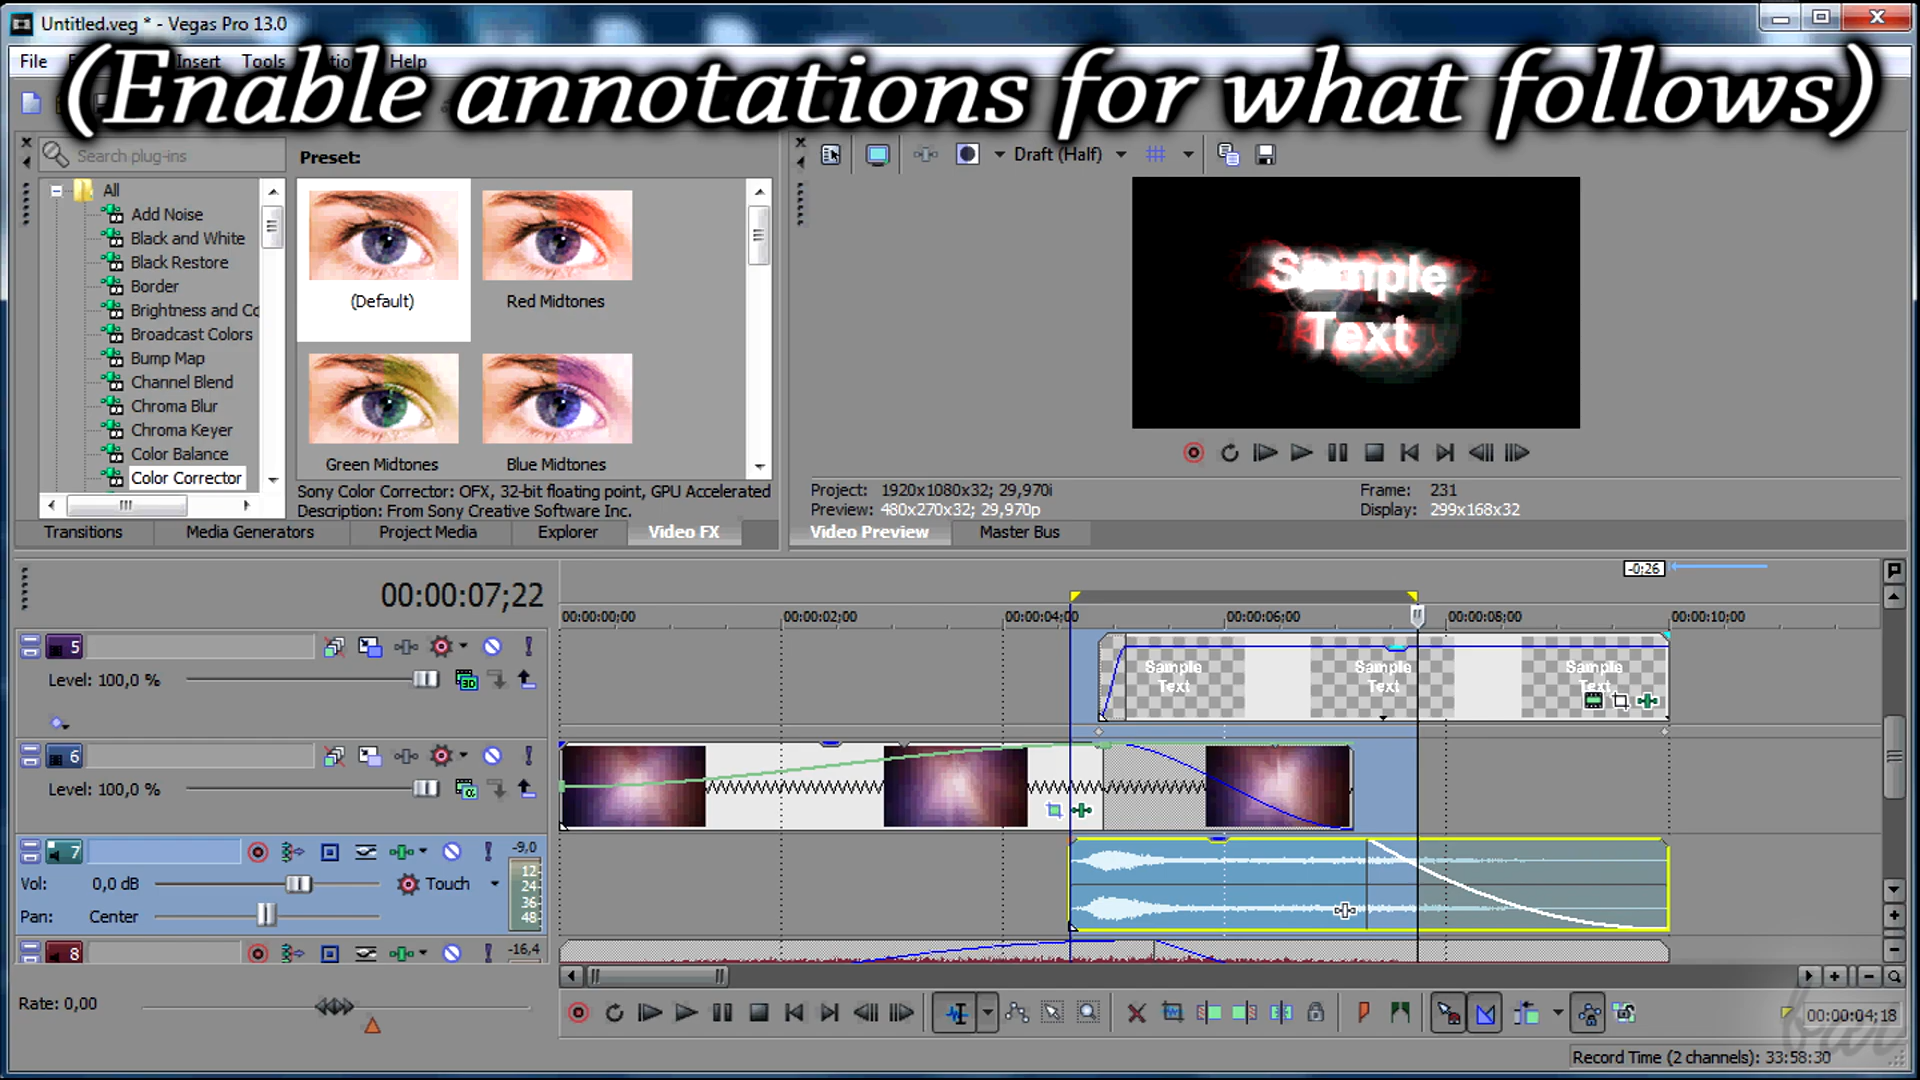 Untitled.veg * - Vegas Pro 13.0
File Insert Tools Help
(Enable annotations for what follows)
Search plug-ins
Preset:
Draft (Half)
All
Add Noise
Black and White
Black Restore
Border
Brightness and Co
Broadcast Colors
Bump Map
Channel Blend
Chroma Blur
Chroma Keyer
Color Balance
Color Corrector
(Default)
Red Midtones
Green Midtones
Blue Midtones
Sony Color Corrector: OFX, 32-bit floating point, GPU Accelerated
Description: From Sony Creative Software Inc.
Sample
Text
Project: 1920x1080x32; 29,970i
Preview: 480x270x32; 29,970p
Frame: 231
Display: 299x168x32
Transitions Media Generators Project Media Explorer Video FX
Video Preview Master Bus
-0;26
00:00:07;22
00:00:00;00 00:00:02;00 00:00:04;00 00:00:06;00 00:00:08;00 00:00:10;00
5
Level: 100,0 %
Sample
Text
Sample
Text
Sample
Text
6
Level: 100,0 %
7
-9,0
12
24
36
48
Vol: 0,0 dB
Touch
Pan: Center
8
-16,4
Rate: 0,00
00:00:04;18
Record Time (2 channels): 33:58:30